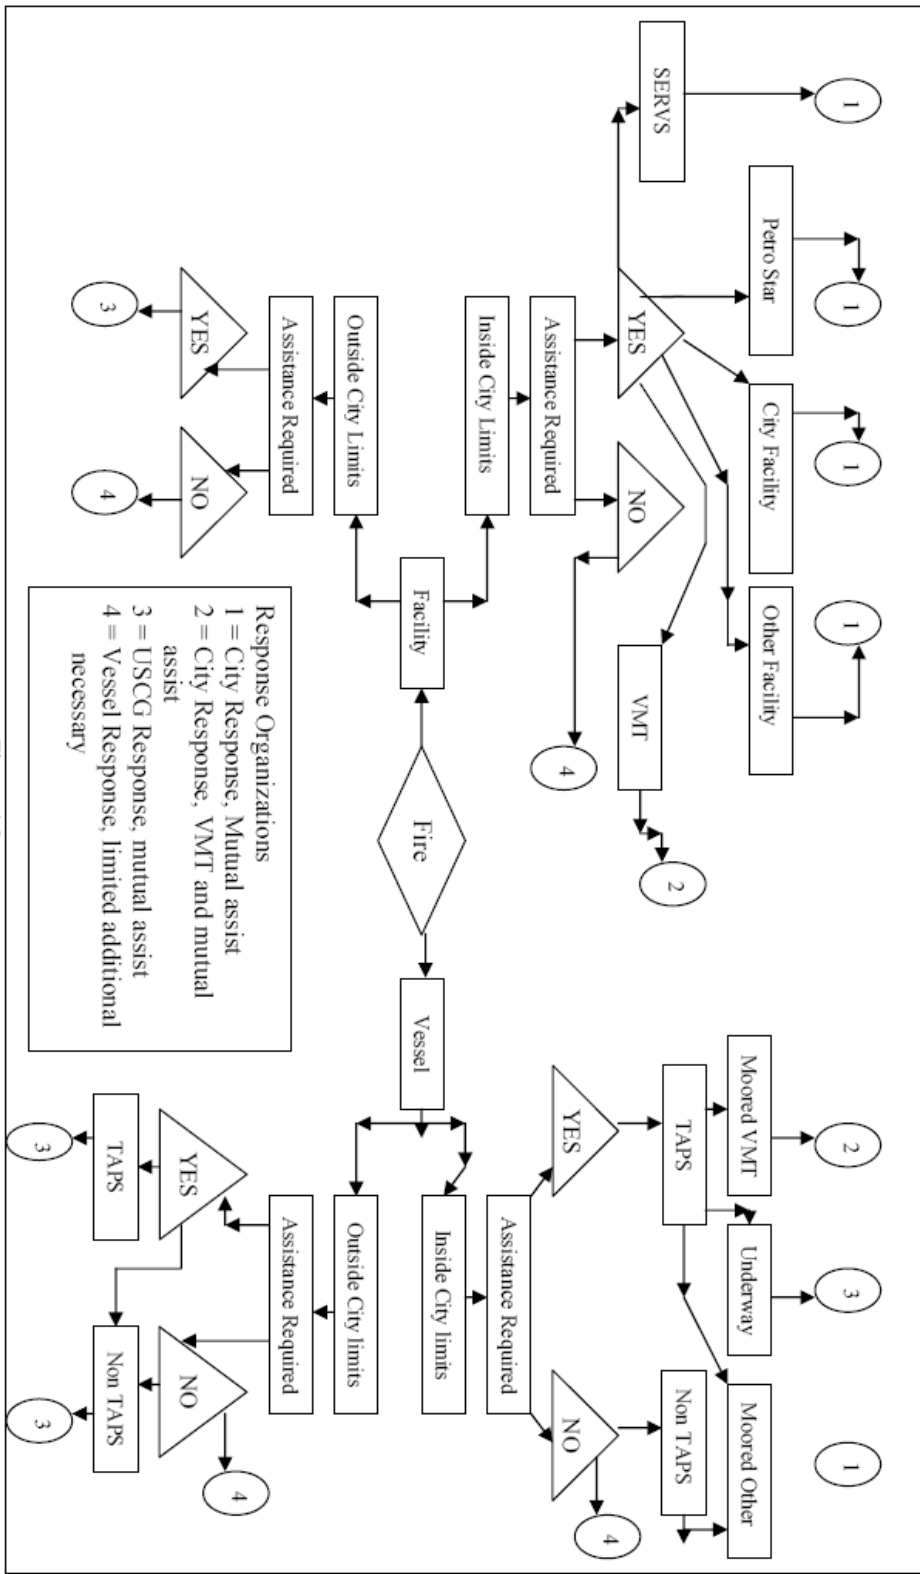 1
1
1
1
2
3
1
Petro Star
City Facility
Other Facility
Moored VMT
Underway
Moored Other
SERVS
VMT
2
TAPS
Non TAPS
YES
NO
4
YES
NO
4
Assistance Required
Assistance Required
Inside City Limits
Inside City limits
Facility
Fire
Vessel
Outside City Limits
Outside City limits
Assistance Required
Assistance Required
YES
NO
YES
NO
4
3
4
TAPS
Non TAPS
3
3
Response Organizations
1 = City Response, Mutual assist
2 = City Response, VMT and mutual
assist
3 = USCG Response, mutual assist
4 = Vessel Response, limited additional
necessary